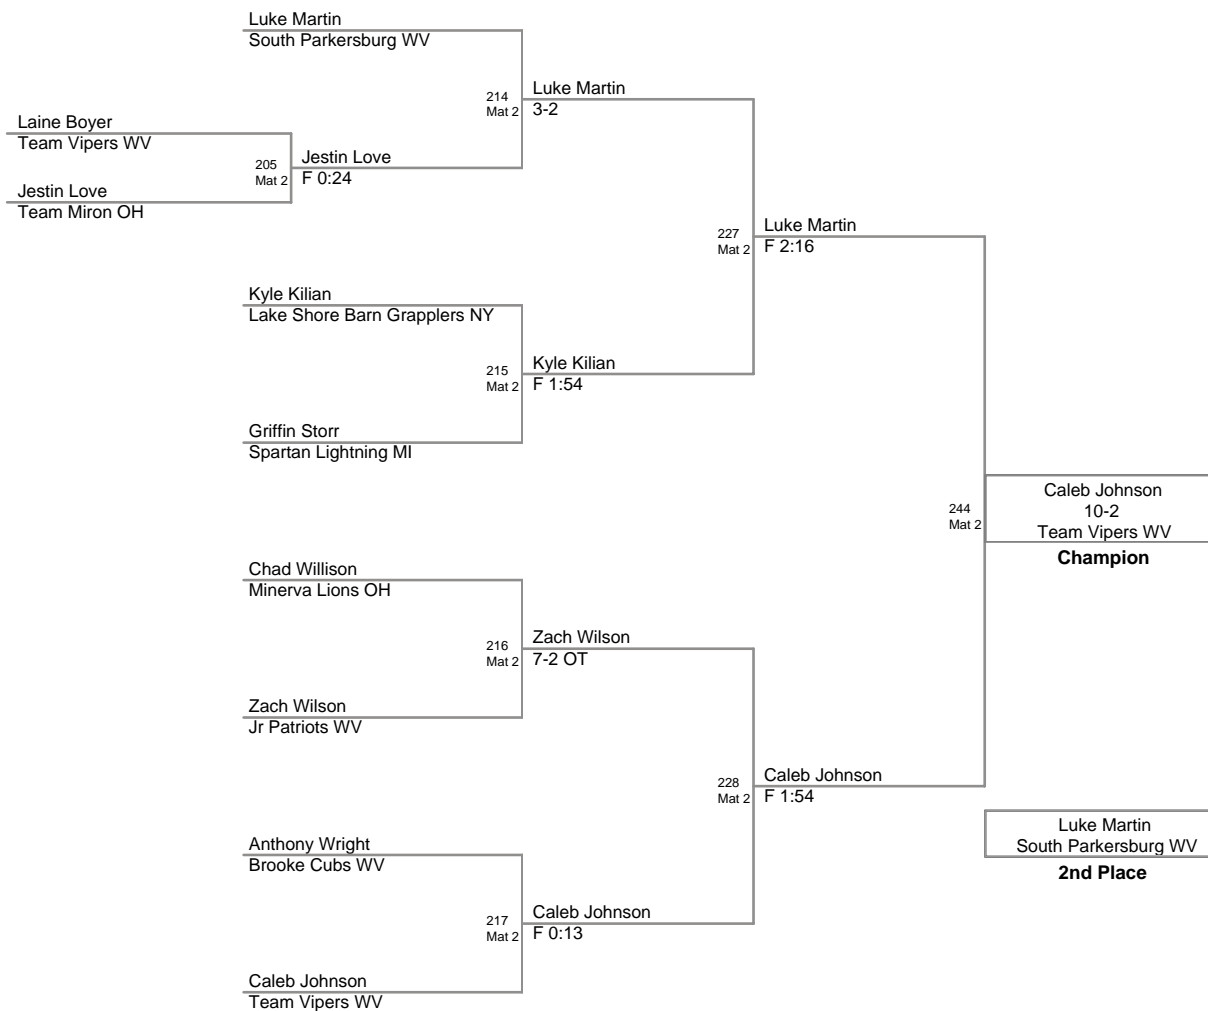 Luke Martin
South Parkersburg WV
214
Mat 2
Luke Martin
3-2
Laine Boyer
Team Vipers WV
205
Mat 2
Jestin Love
F 0:24
Jestin Love
Team Miron OH
227
Mat 2
Luke Martin
F 2:16
Kyle Kilian
Lake Shore Barn Grapplers NY
215
Mat 2
Kyle Kilian
F 1:54
Griffin Storr
Spartan Lightning MI
244
Mat 2
Caleb Johnson
10-2
Team Vipers WV
Champion
Chad Willison
Minerva Lions OH
216
Mat 2
Zach Wilson
7-2 OT
Zach Wilson
Jr Patriots WV
228
Mat 2
Caleb Johnson
F 1:54
Luke Martin
South Parkersburg WV
2nd Place
Anthony Wright
Brooke Cubs WV
217
Mat 2
Caleb Johnson
F 0:13
Caleb Johnson
Team Vipers WV